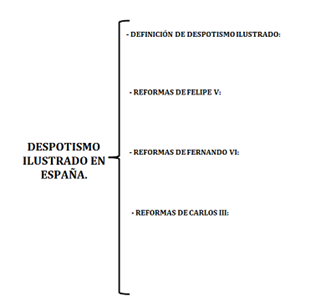 - DEFINICIÓN DE DESPOTISMO ILUSTRADO:
- REFORMAS DE FELIPE V:
DESPOTISMO
ILUSTRADO EN
ESPAÑA.
- REFORMAS DE FERNANDO VI:
- REFORMAS DE CARLOS III: